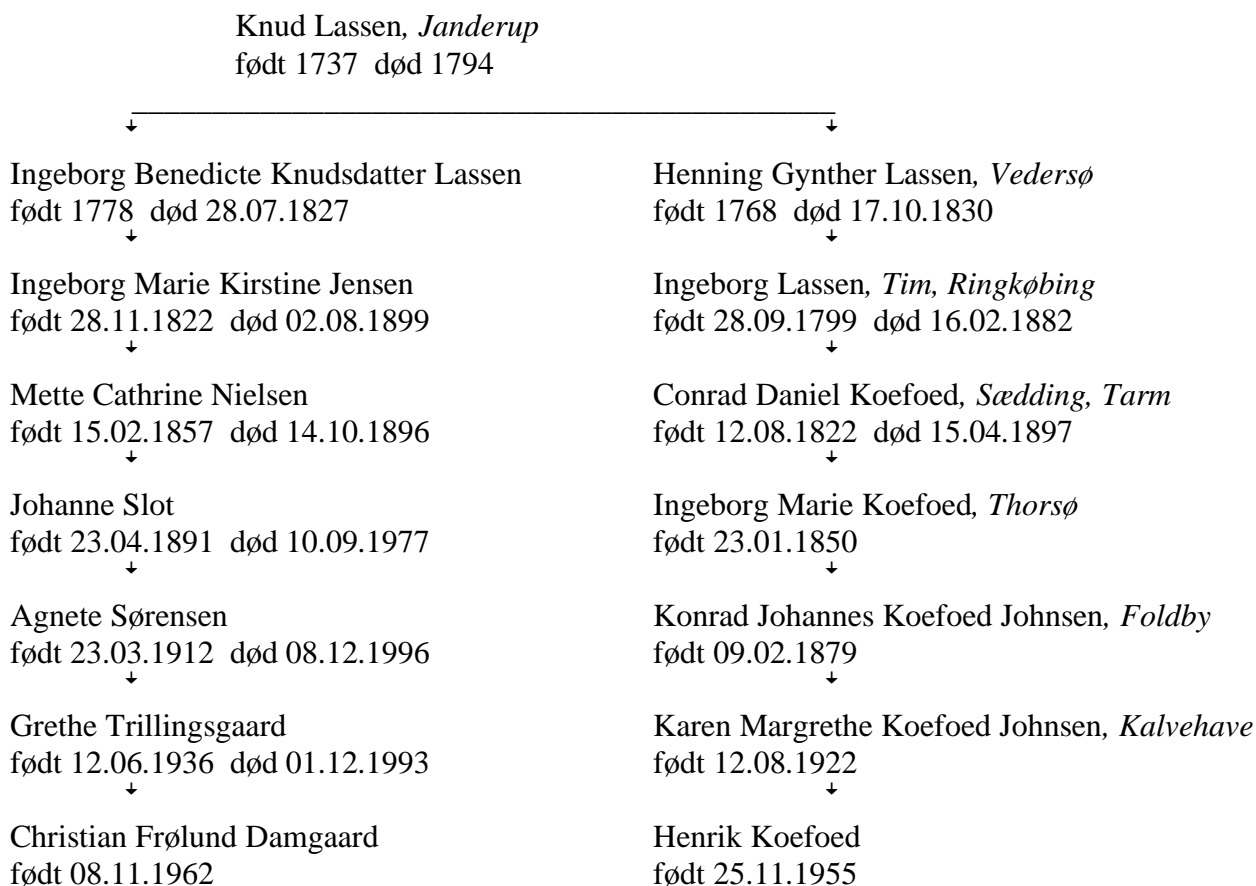 Knud Lassen, Janderup
født 1737 død 1794
Ingeborg Benedicte Knudsdatter Lassen
født 1778 død 28.07.1827
Henning Gynther Lassen, Vedersø
født 1768 død 17.10.1830
Ingeborg Marie Kirstine Jensen
født 28.11.1822 død 02.08.1899
Ingeborg Lassen, Tim, Ringkøbing
født 28.09.1799 død 16.02.1882
Mette Cathrine Nielsen
født 15.02.1857 død 14.10.1896
Conrad Daniel Koefoed, Sædding, Tarm
født 12.08.1822 død 15.04.1897
Johanne Slot
født 23.04.1891 død 10.09.1977
Ingeborg Marie Koefoed, Thorsø
født 23.01.1850
Agnete Sørensen
født 23.03.1912 død 08.12.1996
Konrad Johannes Koefoed Johnsen, Foldby
født 09.02.1879
Grethe Trillingsgaard
født 12.06.1936 død 01.12.1993
Karen Margrethe Koefoed Johnsen, Kalvehave
født 12.08.1922
Christian Frølund Damgaard
født 08.11.1962
Henrik Koefoed
født 25.11.1955